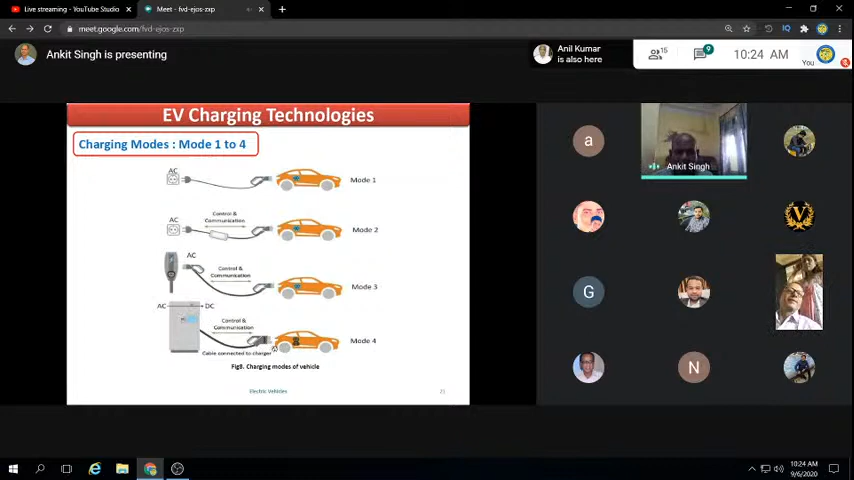 Live streaming - YouTube Studio
Meet - fvd-ejos-zxp
meet.google.com/fvd-ejos-zxp
Ankit Singh is presenting
Anil Kumar
is also here
15
9
10:24 AM
You
EV Charging Technologies
Charging Modes : Mode 1 to 4
AC
Mode 1
AC
Control &
Communication
Mode 2
AC
Control &
Communication
Mode 3
AC
DC
Control &
Communication
Mode 4
Cable connected to charger
Fig8. Charging modes of vehicle
Electric Vehicles
21
a
Ankit Singh
G
N
10:24 AM
9/6/2020